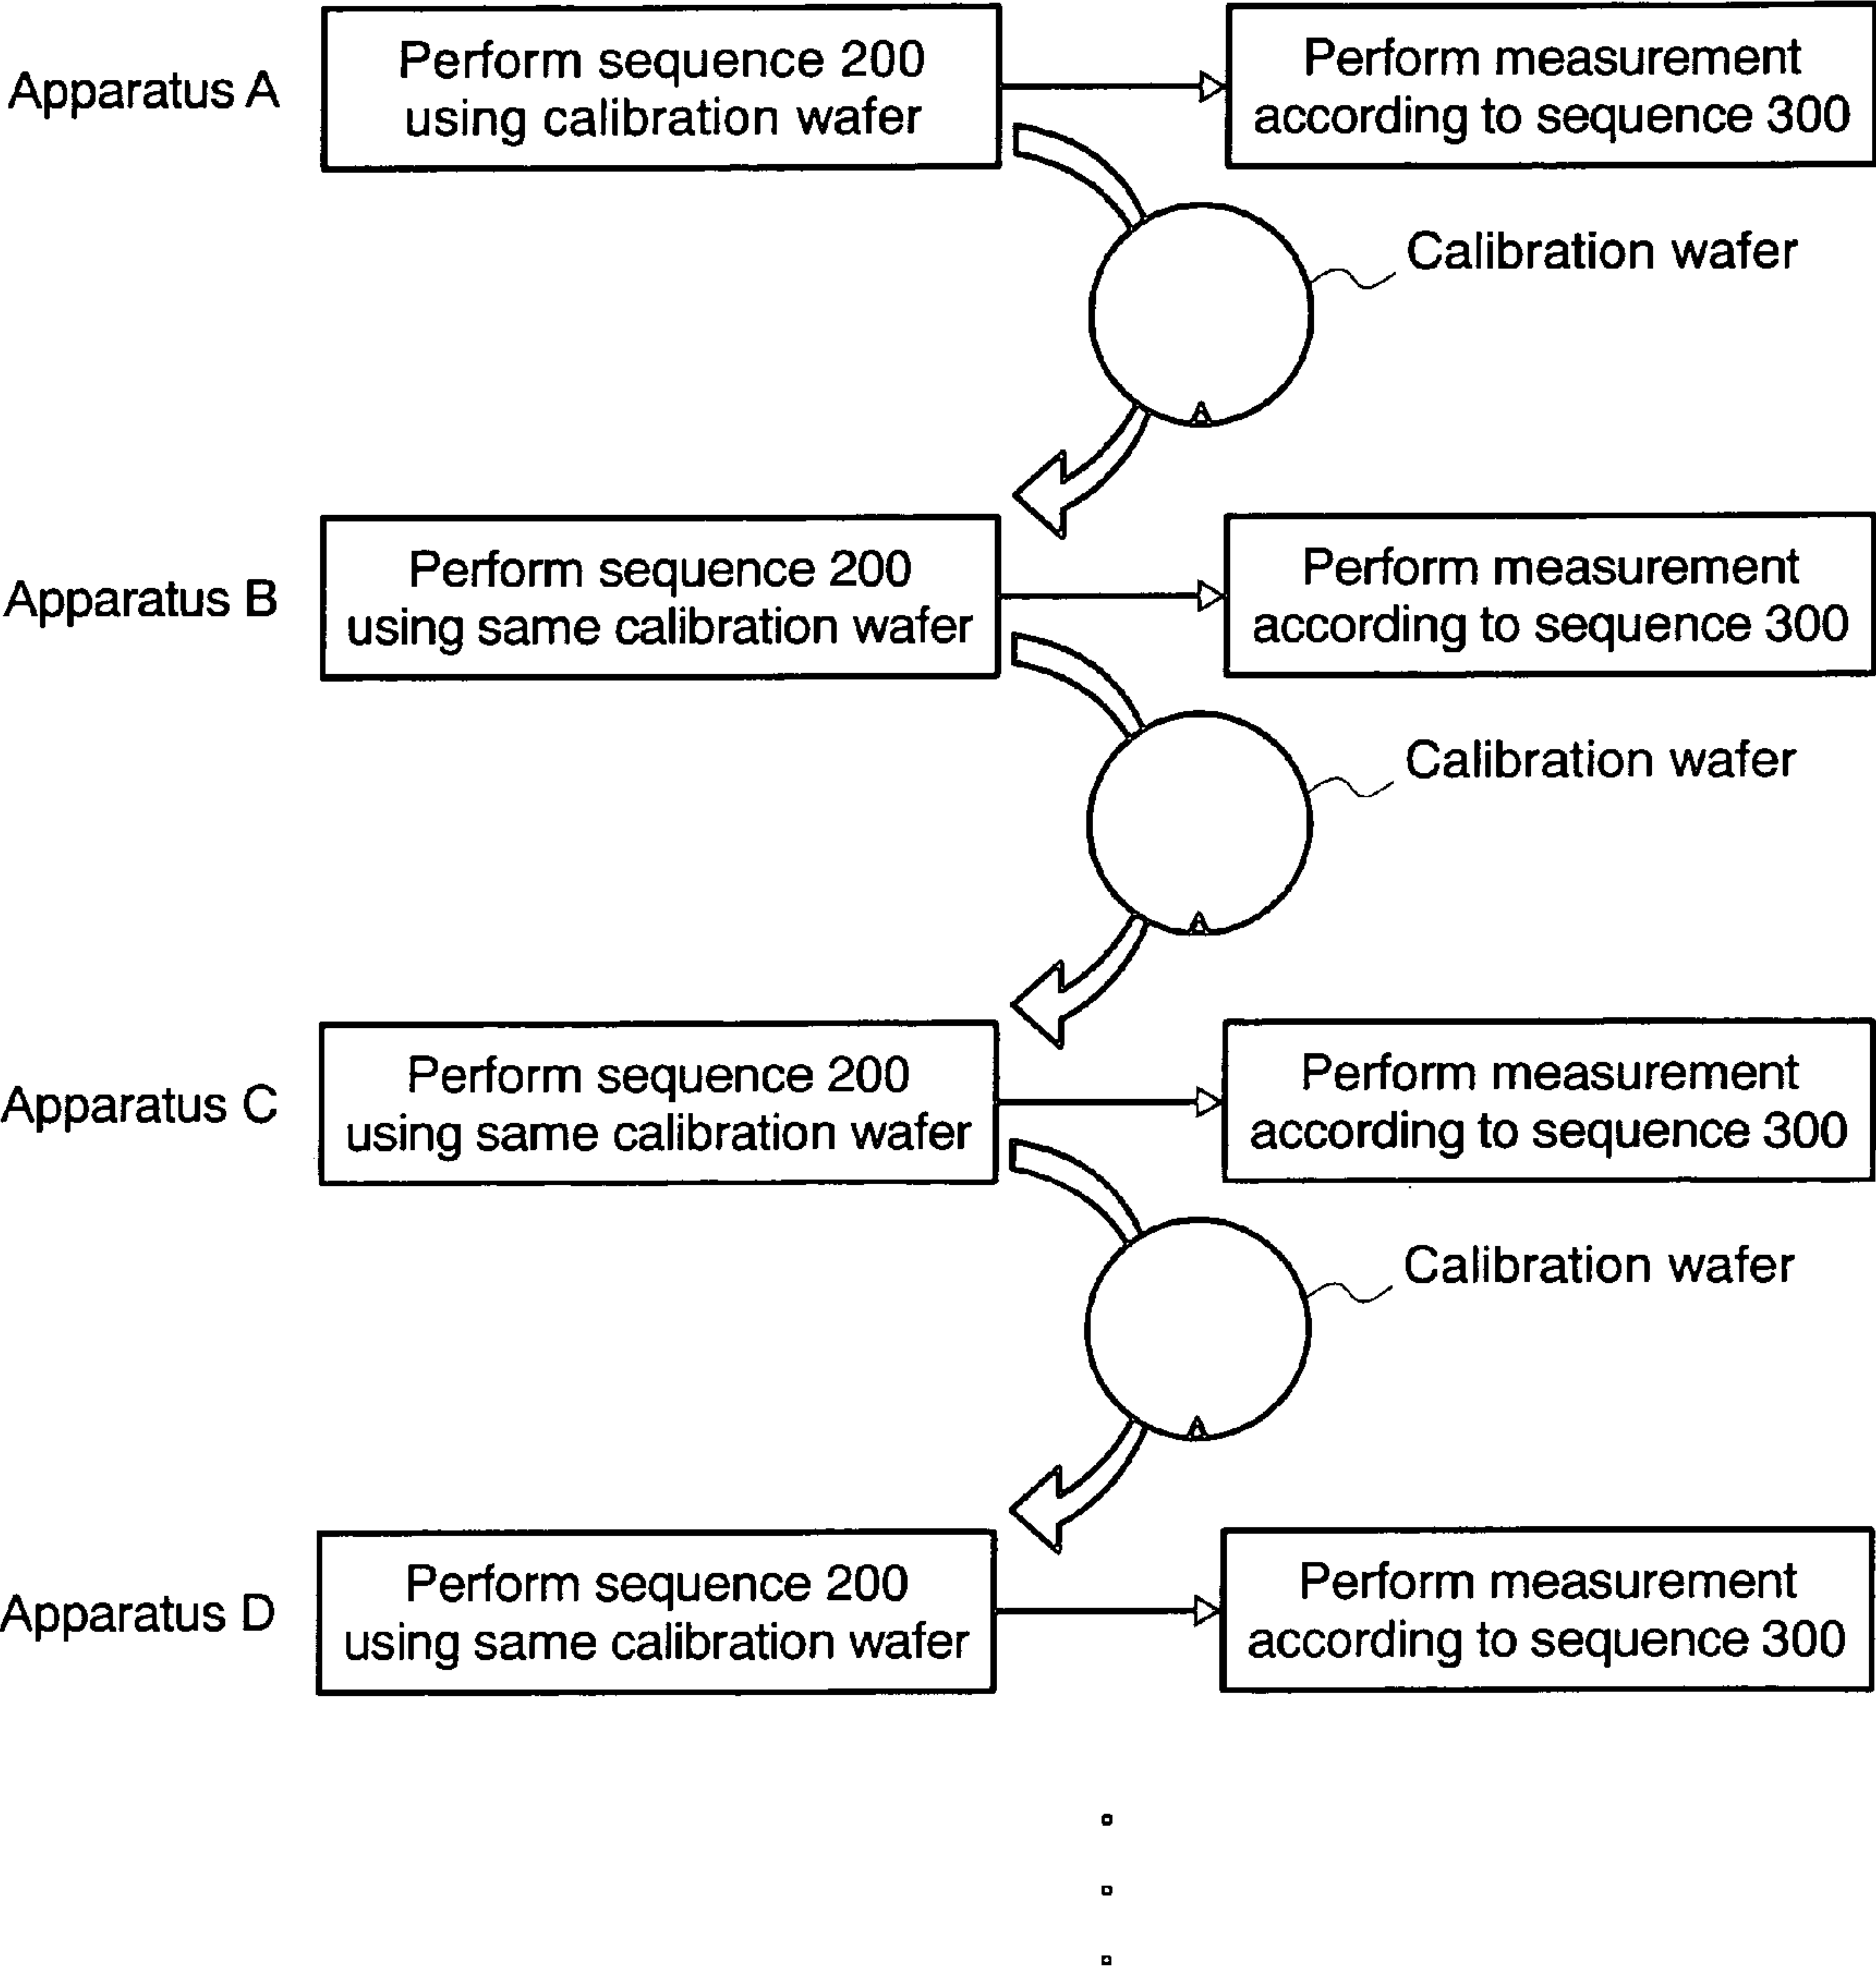 Apparatus A
Perform sequence 200
using calibration wafer
Perform measurement
according to sequence 300
Calibration wafer
Apparatus B
Perform sequence 200
using same calibration wafer
Perform measurement
according to sequence 300
Calibration wafer
Apparatus C
Perform sequence 200
using same calibration wafer
Perform measurement
according to sequence 300
Calibration wafer
Apparatus D
Perform sequence 200
using same calibration wafer
Perform measurement
according to sequence 300